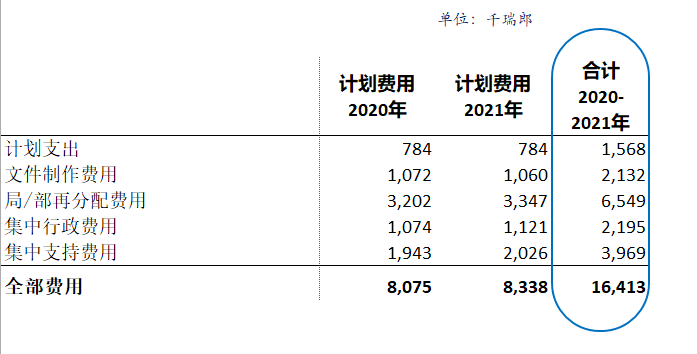 单位：千瑞郎
计划费用 计划费用 合计
2020年 2021年 2020-
2021年
计划支出 784 784 1,568
文件制作费用 1,072 1,060 2,132
局/部再分配费用 3,202 3,347 6,549
集中行政费用 1,074 1,121 2,195
集中支持费用 1,943 2,026 3,969
全部费用 8,075 8,338 16,413